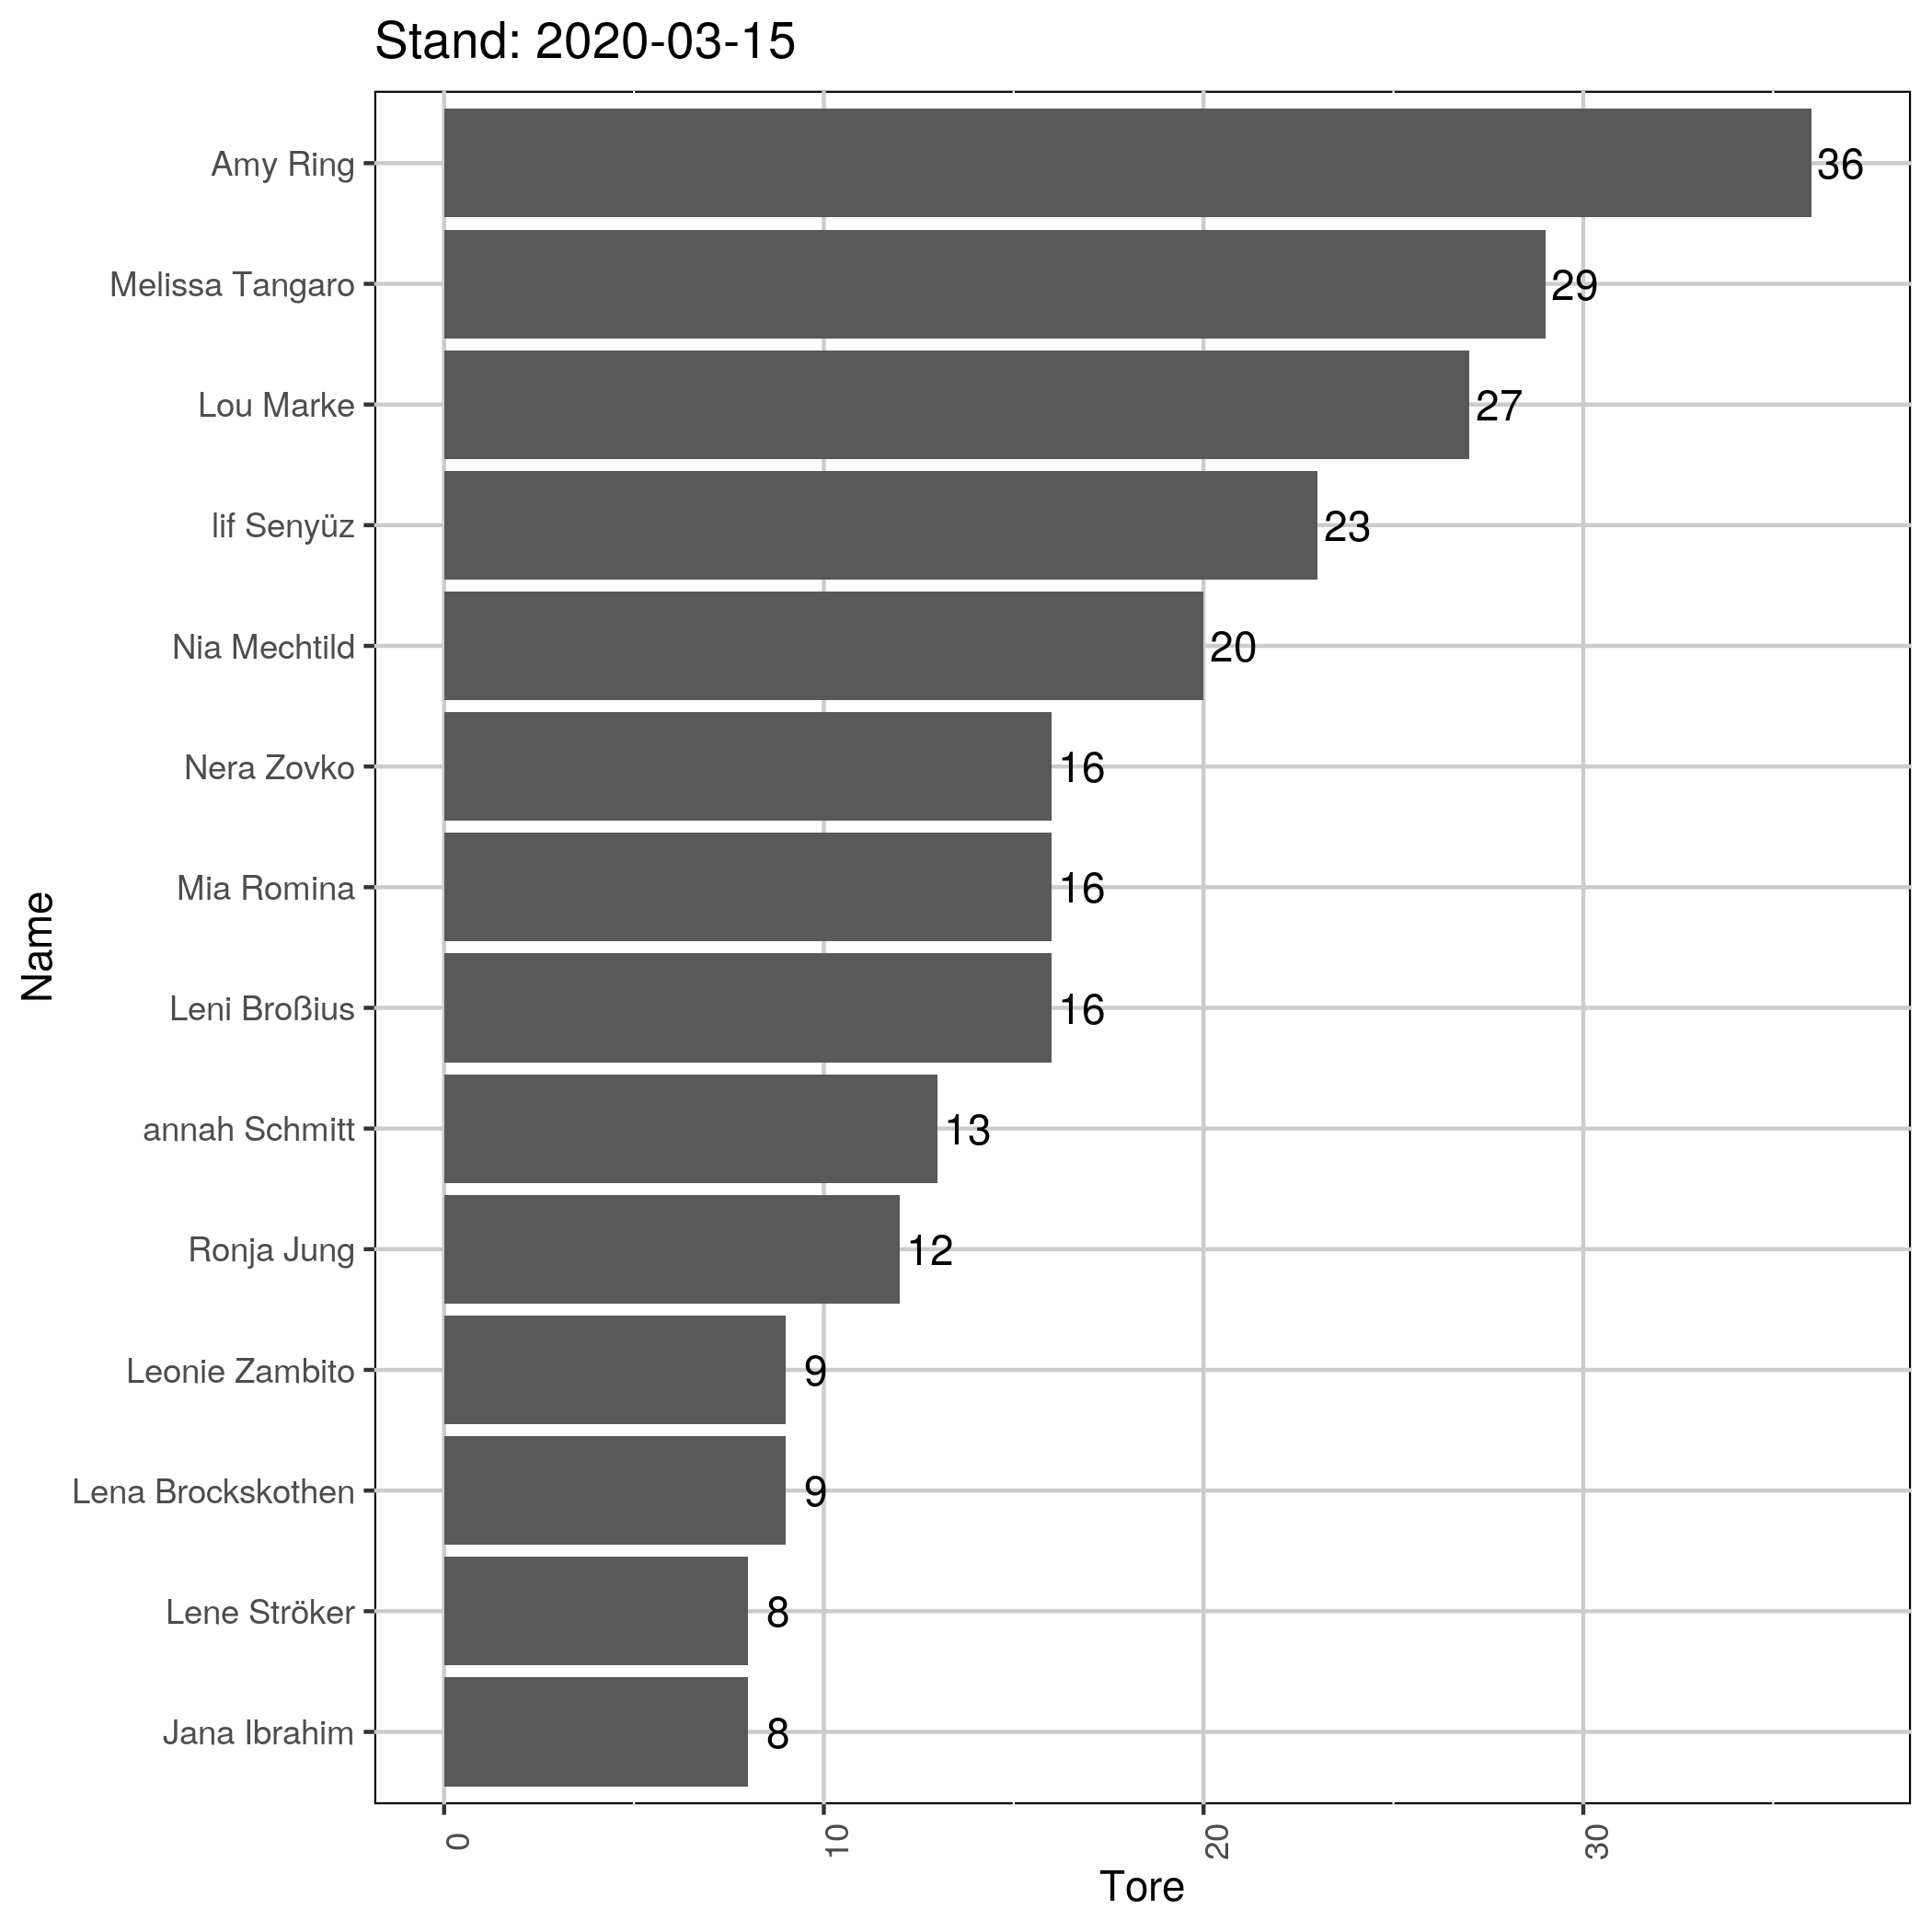 Stand: 2020-03-15
Amy Ring 36
Melissa Tangaro 29
Lou Marke 27
lif Senyüz 23
Nia Mechtild 20
Nera Zovko 16
Mia Romina 16
Leni Broßius 16
annah Schmitt 13
Ronja Jung 12
Leonie Zambito 9
Lena Brockskothen 9
Lene Ströker 8
Jana Ibrahim 8
Name
0 10 20 30
Tore